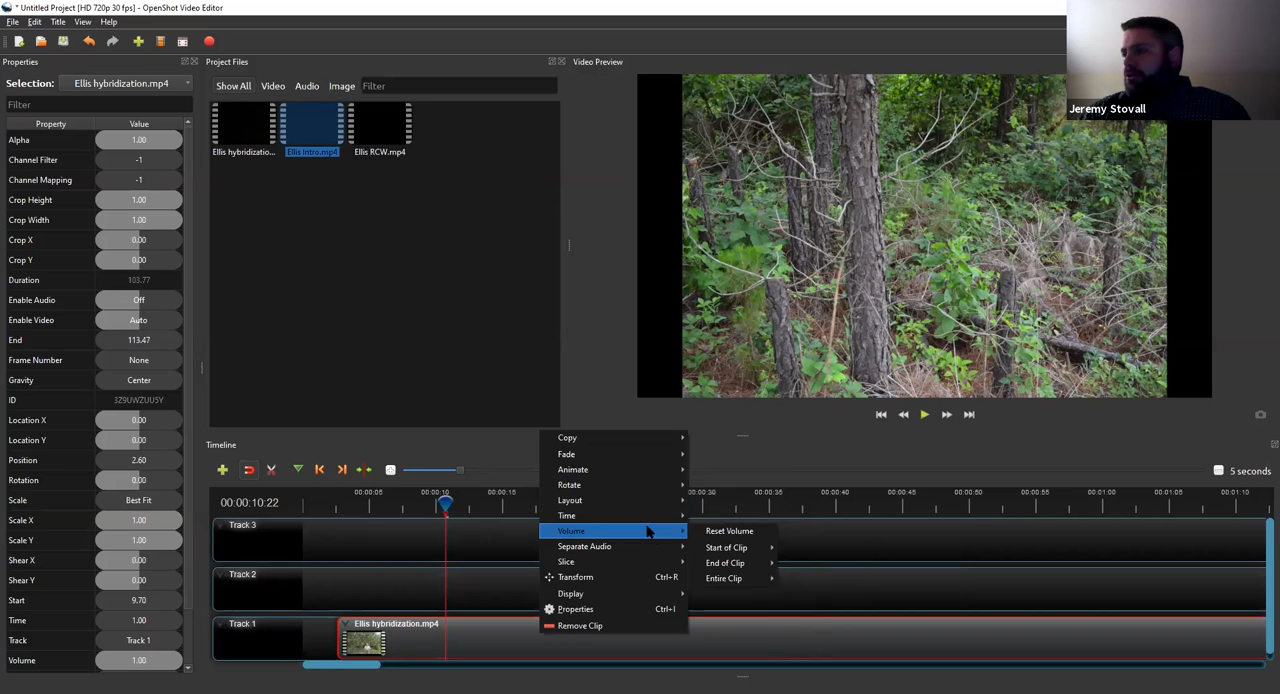 * Untitled Project [HD 720p 30 fps] - OpenShot Video Editor
File Edit Title View Help
Properties
Selection: Ellis hybridization.mp4
Filter
Property Value
Alpha 1.00
Channel Filter -1
Channel Mapping -1
Crop Height 1.00
Crop Width 1.00
Crop X 0.00
Crop Y 0.00
Duration 103.77
Enable Audio Off
Enable Video Auto
End 113.47
Frame Number None
Gravity Center
ID 3Z9UWZUU5Y
Location X 0.00
Location Y 0.00
Position 2.60
Rotation 0.00
Scale Best Fit
Scale X 1.00
Scale Y 1.00
Shear X 0.00
Shear Y 0.00
Start 9.70
Time 1.00
Track Track 1
Volume 1.00
Project Files
Show All Video Audio Image Filter
Ellis hybridizatio... Ellis Intro.mp4 Ellis RCW.mp4
Video Preview
Jeremy Stovall
Timeline
5 seconds
00:00:10:22
00:00:05 00:00:10 00:00:15 00:00:30 00:00:35 00:00:40 00:00:45 00:00:50 00:00:55 00:01:00 00:01:05 00:01:10
Track 3
Track 2
Track 1
Ellis hybridization.mp4
Copy
Fade
Animate
Rotate
Layout
Time
Volume
Separate Audio
Slice
Transform Ctrl+R
Display
Properties Ctrl+I
Remove Clip
Reset Volume
Start of Clip
End of Clip
Entire Clip